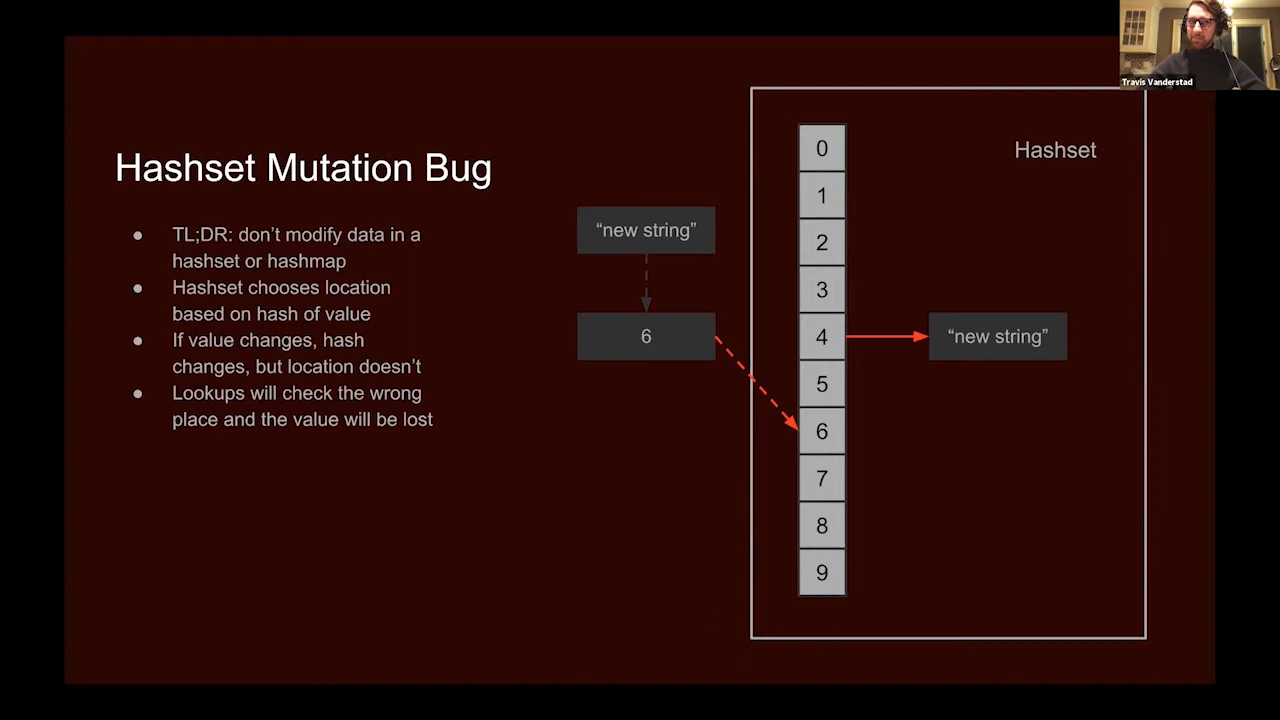 Travis Vanderstad
Hashset Mutation Bug
● TL;DR: don’t modify data in a
hashset or hashmap
● Hashset chooses location
based on hash of value
● If value changes, hash
changes, but location doesn’t
● Lookups will check the wrong
place and the value will be lost
“new string”
6
Hashset
0
1
2
3
4
5
6
7
8
9
“new string”